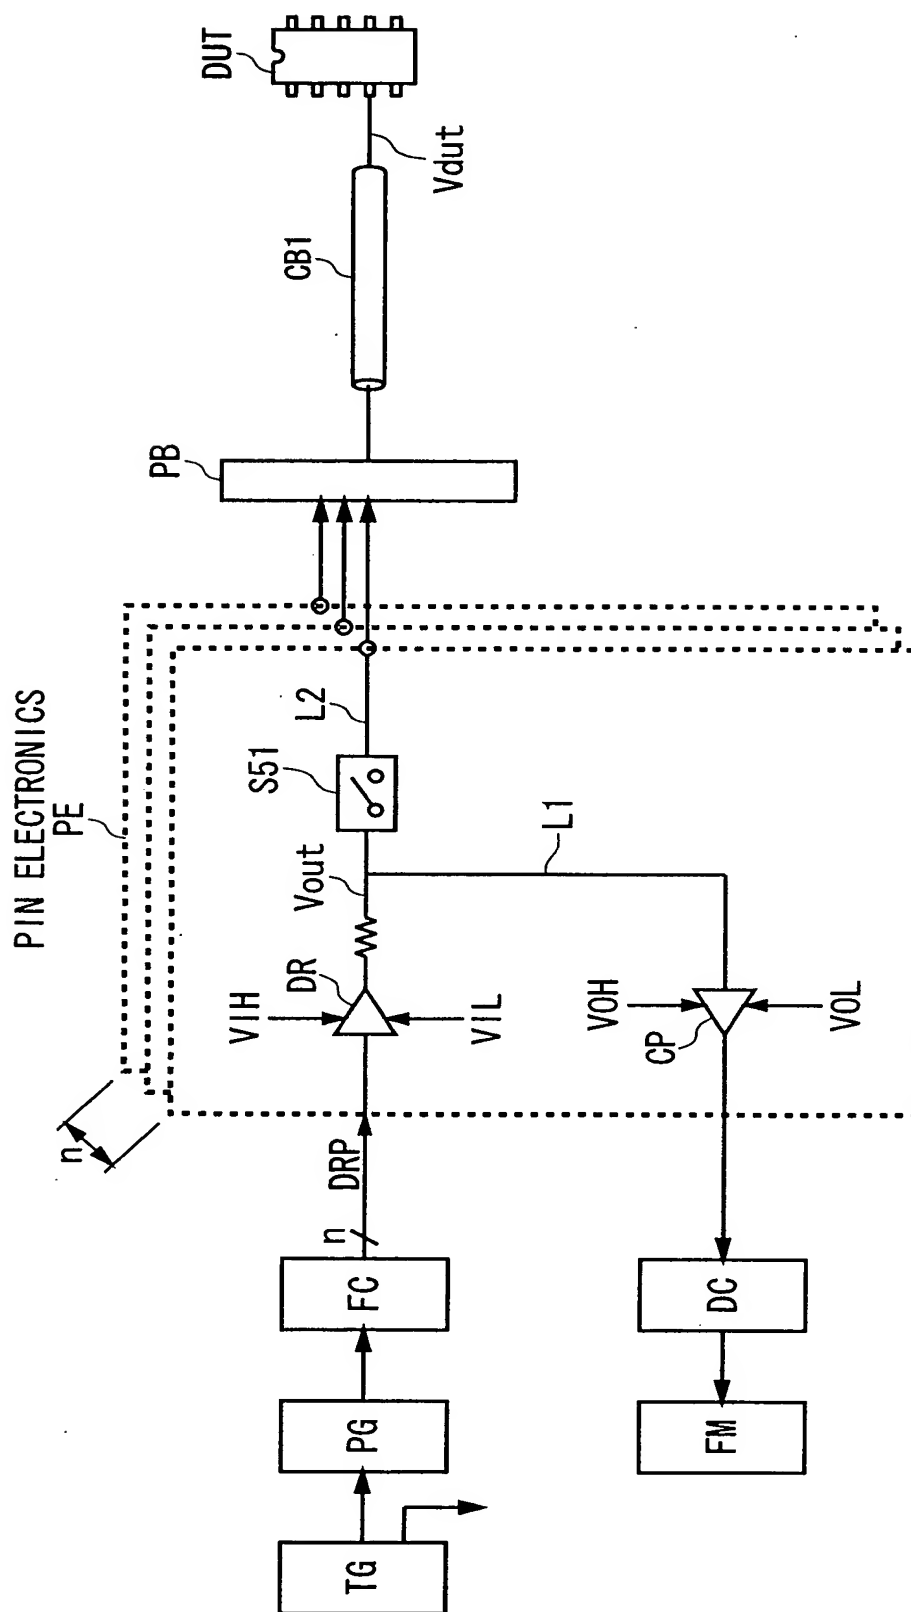 PIN ELECTRONICS
PE
n
TG
PG
FC
n
DRP
VIH
DR
VIL
Vout
S51
L2
PB
CB1
Vdut
DUT
L1
VOH
CP
VOL
DC
FM